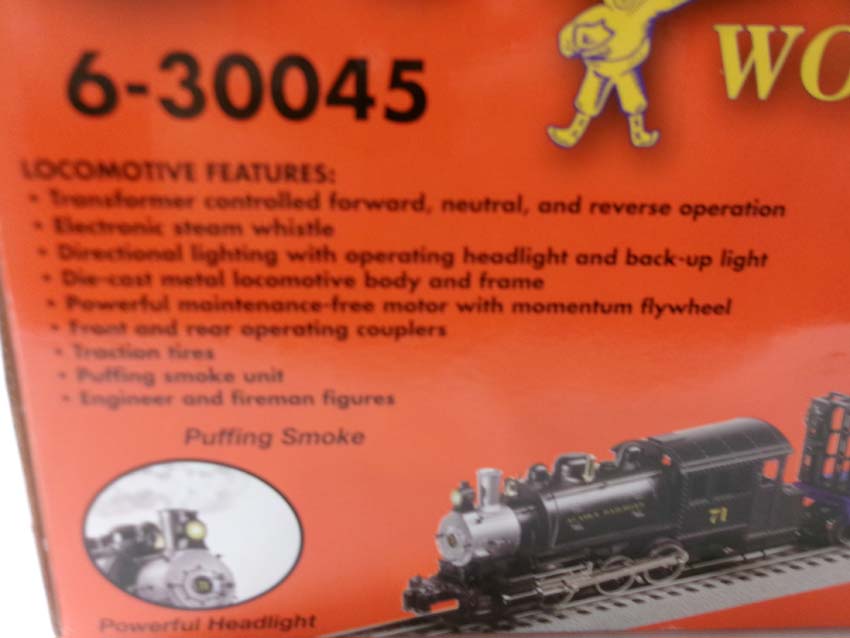 6-30045
WO
LOCOMOTIVE FEATURES:
• Transformer controlled forward, neutral, and reverse operation
• Electronic steam whistle
• Directional lighting with operating headlight and back-up light
• Die-cast metal locomotive body and frame
• Powerful maintenance-free motor with momentum flywheel
• Front and rear operating couplers
• Traction tires
• Puffing smoke unit
• Engineer and fireman figures
Puffing Smoke
ALASKA RAILROAD
71
Powerful Headlight